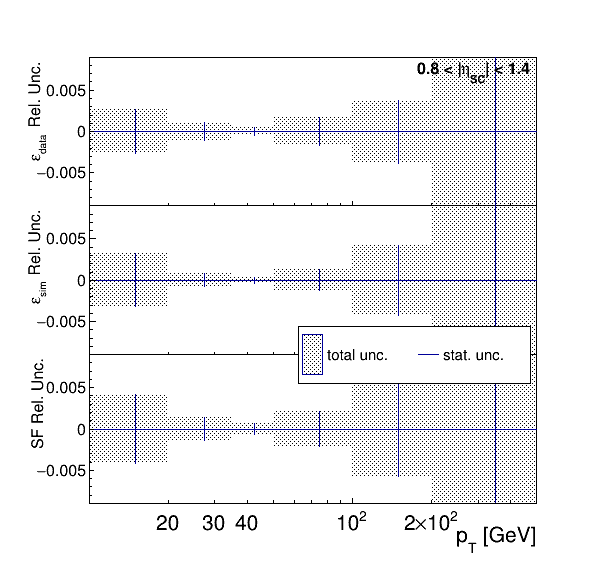 0.8 < |η_SC| < 1.4
ε_data Rel. Unc.
0.005
0
−0.005
ε_sim Rel. Unc.
0.005
0
−0.005
total unc. stat. unc.
SF Rel. Unc.
0.005
0
−0.005
20 30 40 10² 2×10²
p_T [GeV]